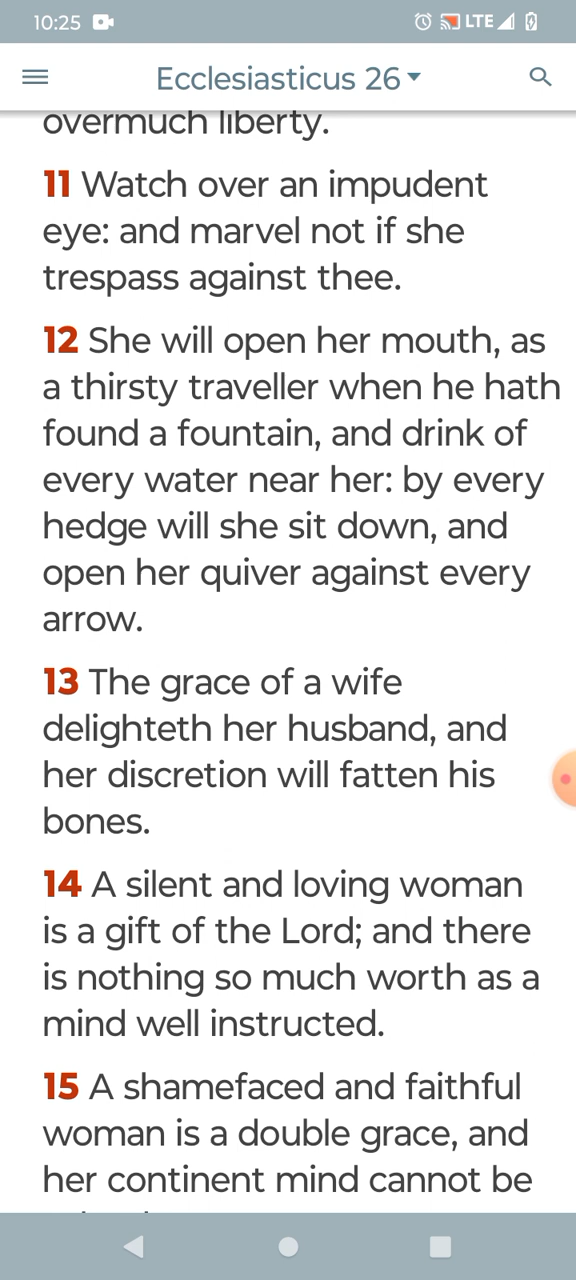 10:25
LTE
Ecclesiasticus 26
overmuch liberty.
11 Watch over an impudent
eye: and marvel not if she
trespass against thee.
12 She will open her mouth, as
a thirsty traveller when he hath
found a fountain, and drink of
every water near her: by every
hedge will she sit down, and
open her quiver against every
arrow.
13 The grace of a wife
delighteth her husband, and
her discretion will fatten his
bones.
14 A silent and loving woman
is a gift of the Lord; and there
is nothing so much worth as a
mind well instructed.
15 A shamefaced and faithful
woman is a double grace, and
her continent mind cannot be